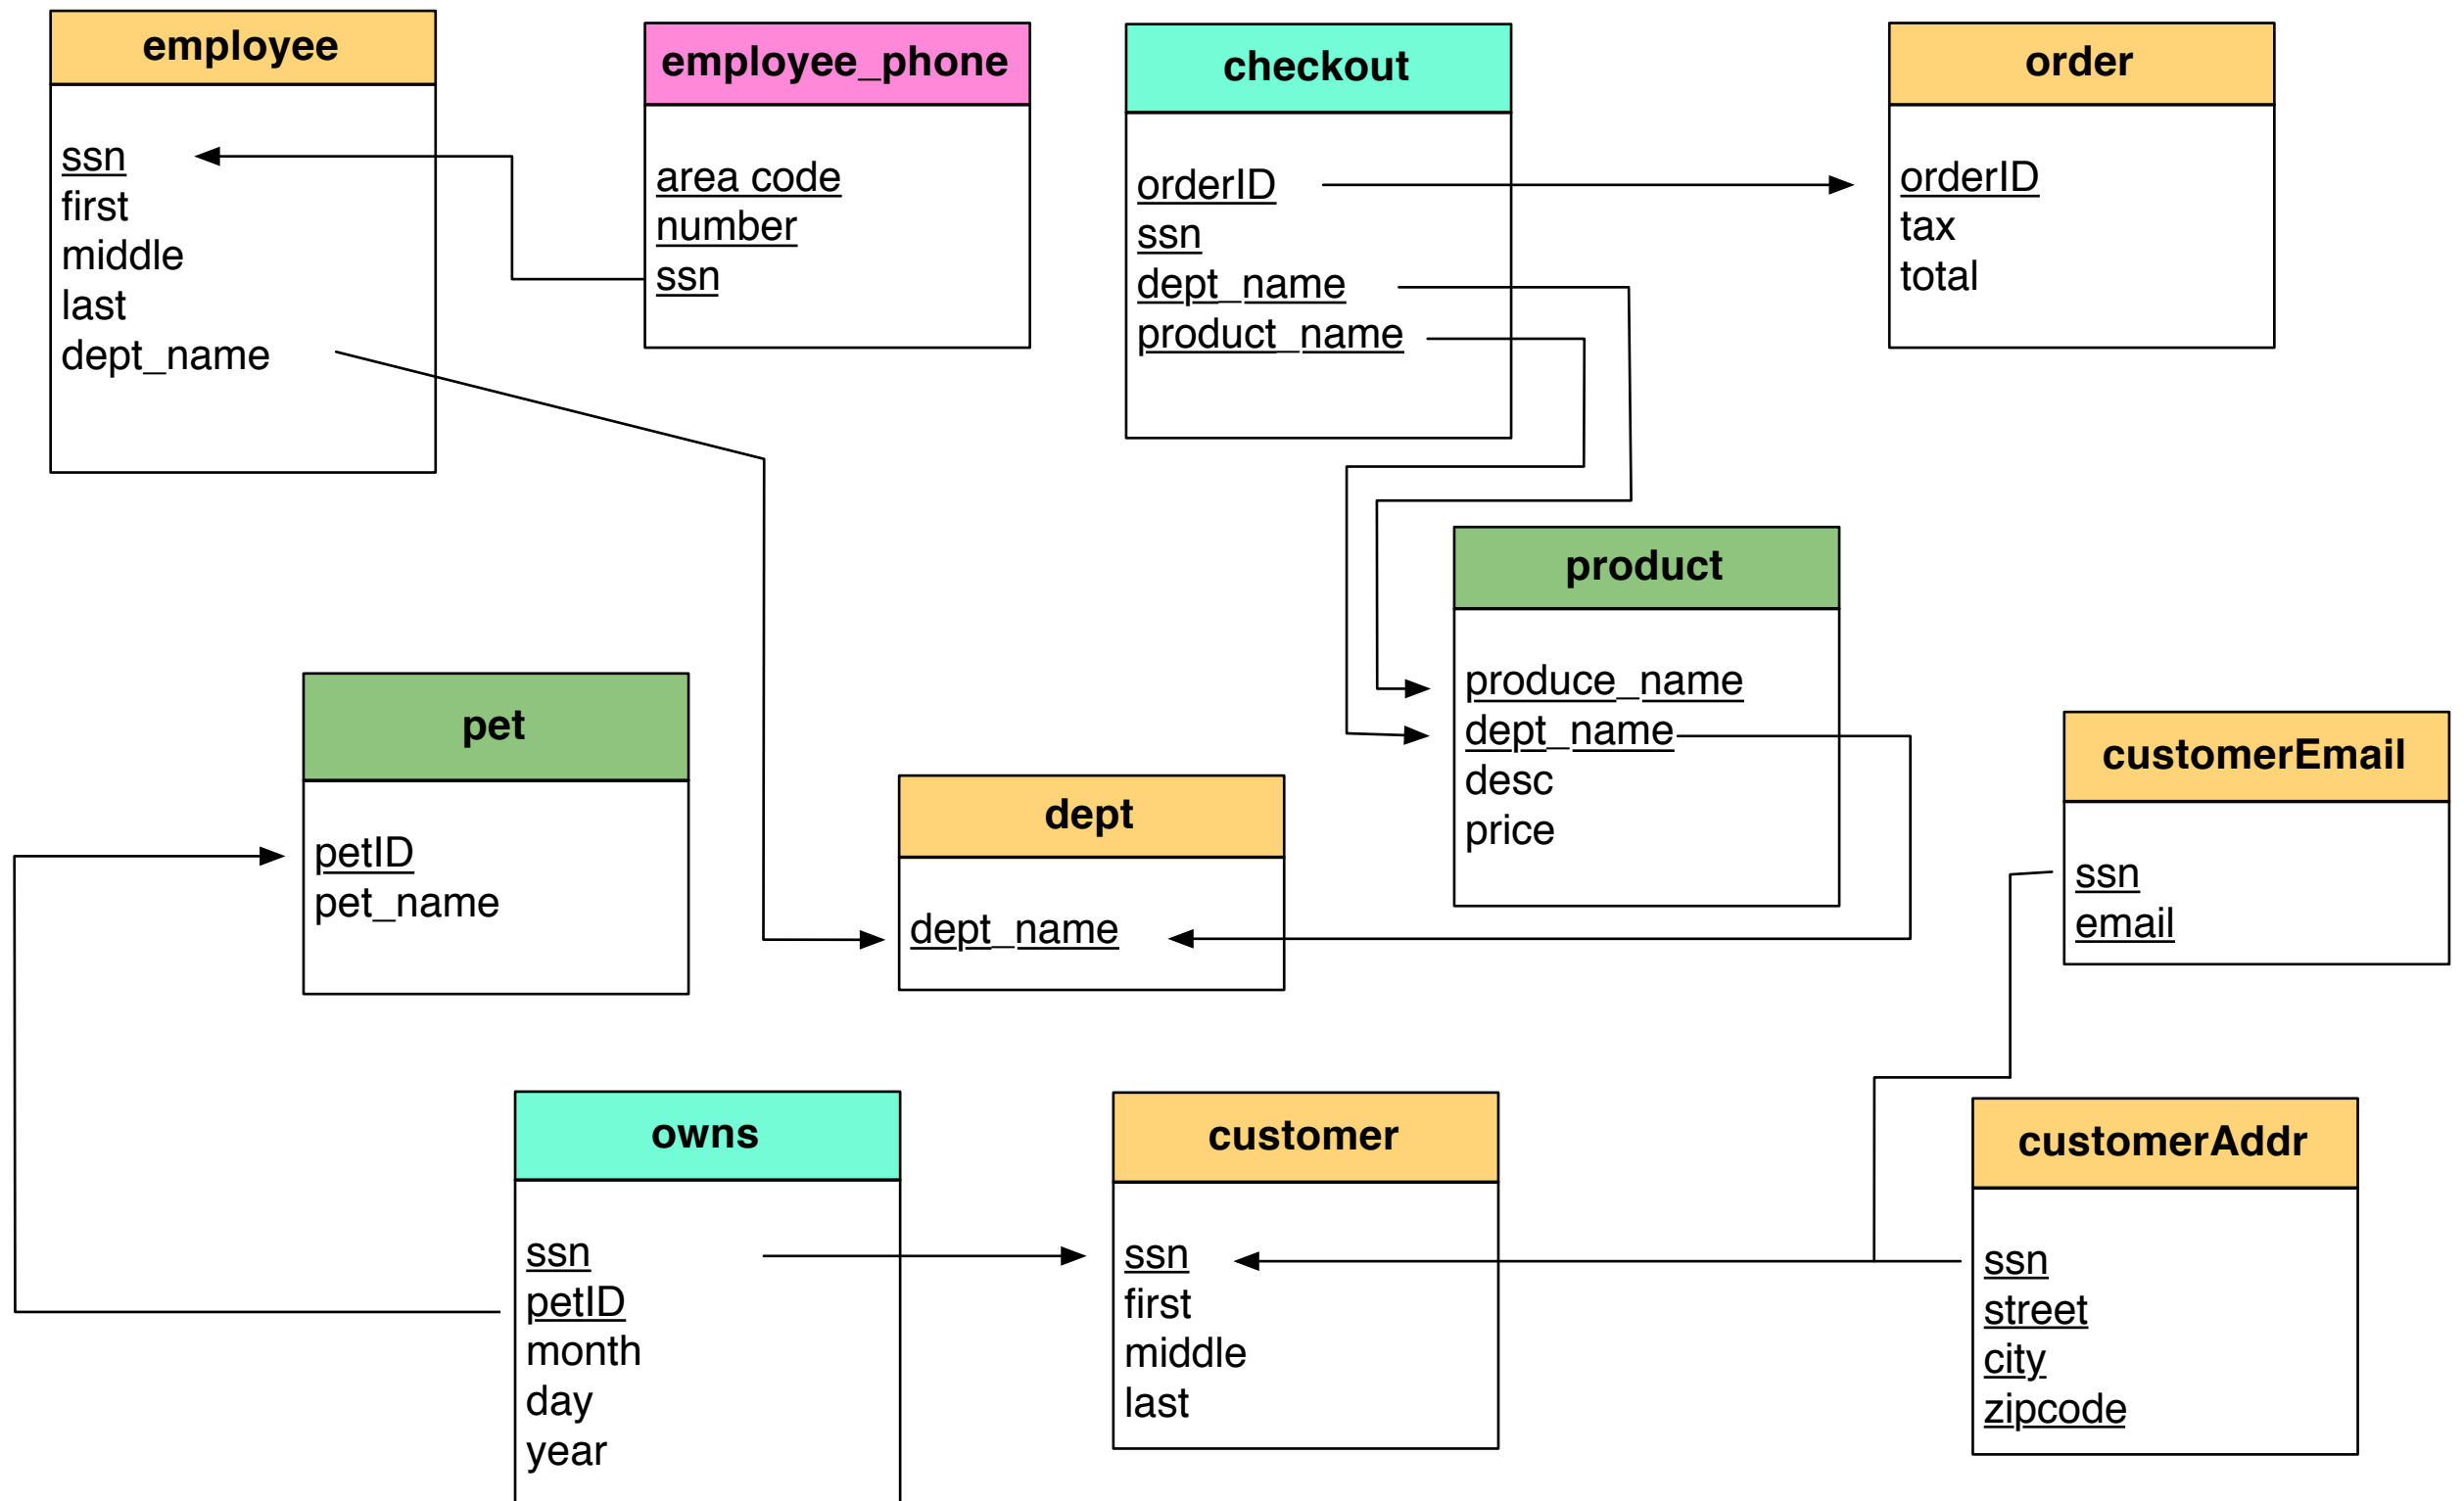 employee
ssn
first
middle
last
dept_name
employee_phone
area code
number
ssn
checkout
orderID
ssn
dept_name
product_name
order
orderID
tax
total
product
produce_name
dept_name
desc
price
pet
petID
pet_name
dept
dept_name
customerEmail
ssn
email
owns
ssn
petID
month
day
year
customer
ssn
first
middle
last
customerAddr
ssn
street
city
zipcode